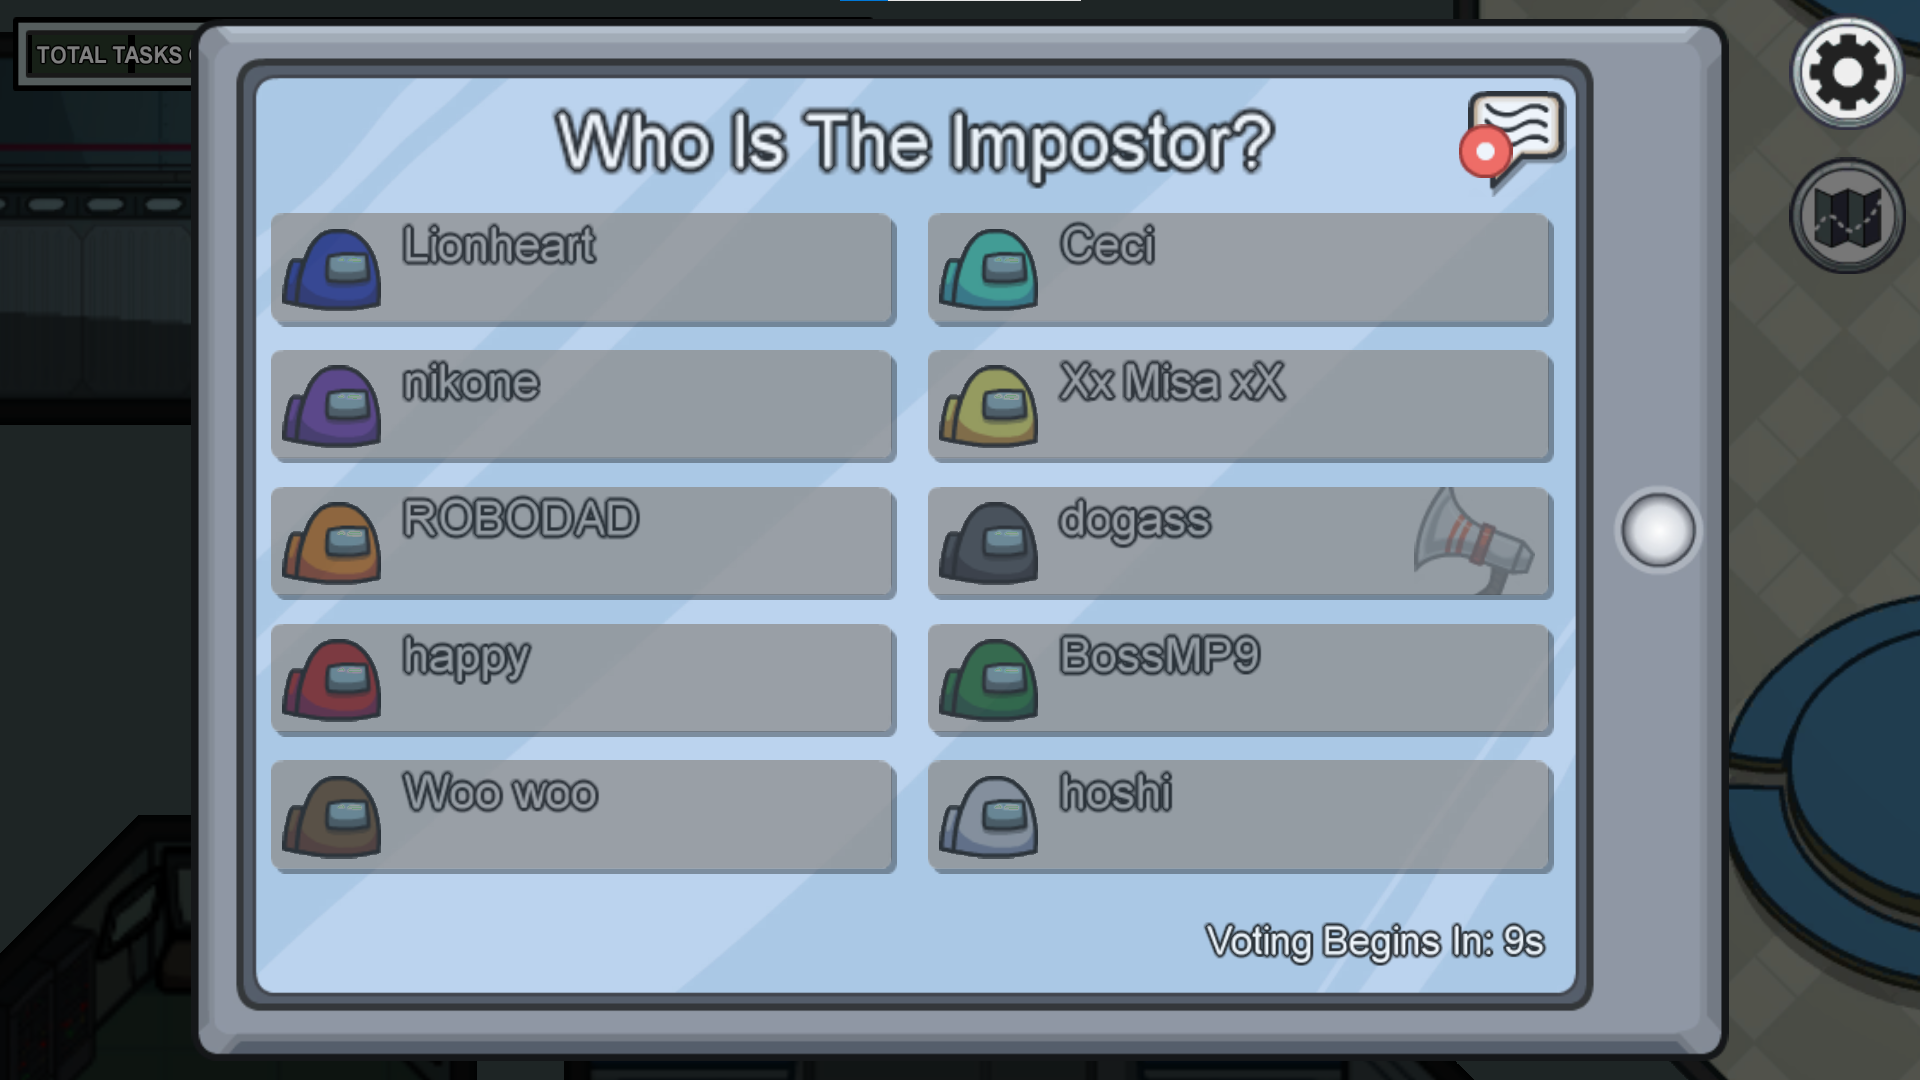 TOTAL TASKS
Who Is The Impostor?
Lionheart
Ceci
nikone
Xx Misa xX
ROBODAD
dogass
happy
BossMP9
Woo woo
hoshi
Voting Begins In: 9s